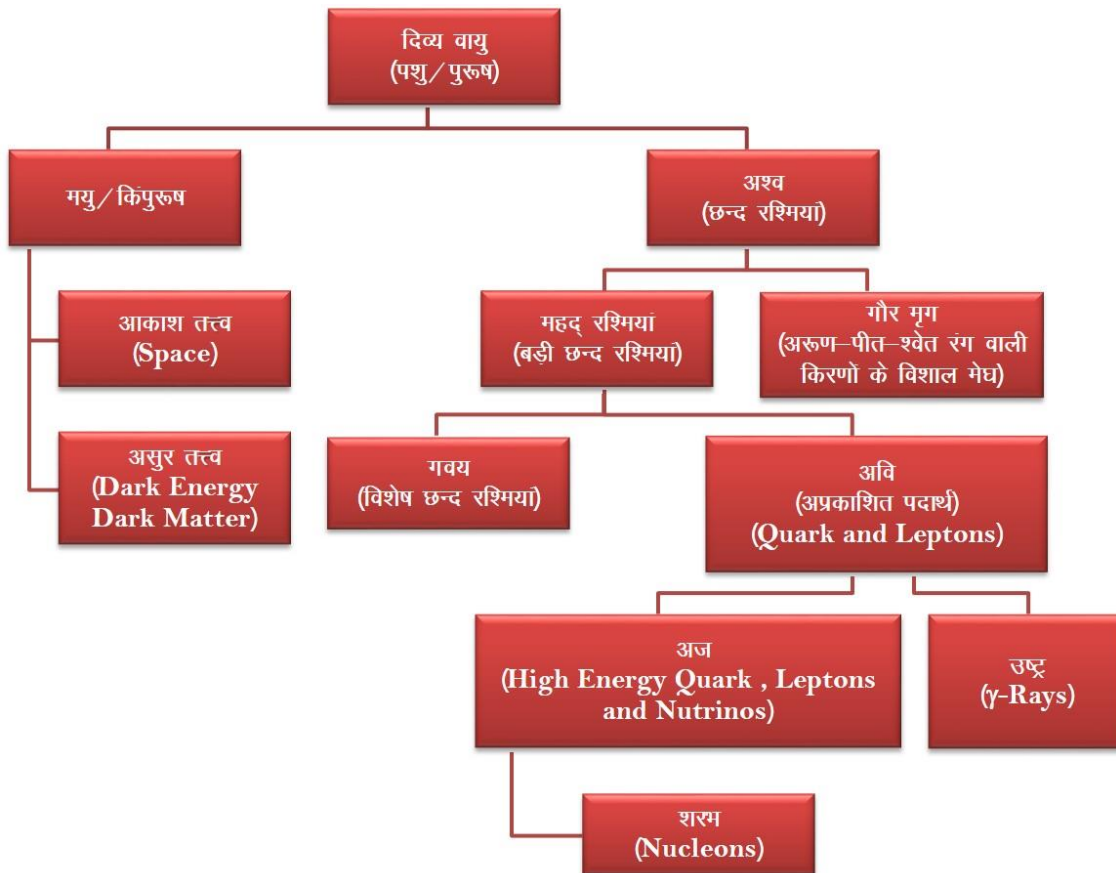 दिव्य वायु
(पशु/पुरूष)
मयु/किंपुरूष
अश्व
(छन्द रश्मियां)
आकाश तत्त्व
(Space)
महद् रश्मियां
(बड़ी छन्द रश्मियां)
गौर मृग
(अरूण-पीत-श्वेत रंग वाली
किरणों के विशाल मेघ)
असुर तत्त्व
(Dark Energy
Dark Matter)
गवय
(विशेष छन्द रश्मियां)
अवि
(अप्रकाशित पदार्थ)
(Quark and Leptons)
अज
(High Energy Quark , Leptons
and Nutrinos)
उष्ट्र
(γ-Rays)
शरभ
(Nucleons)